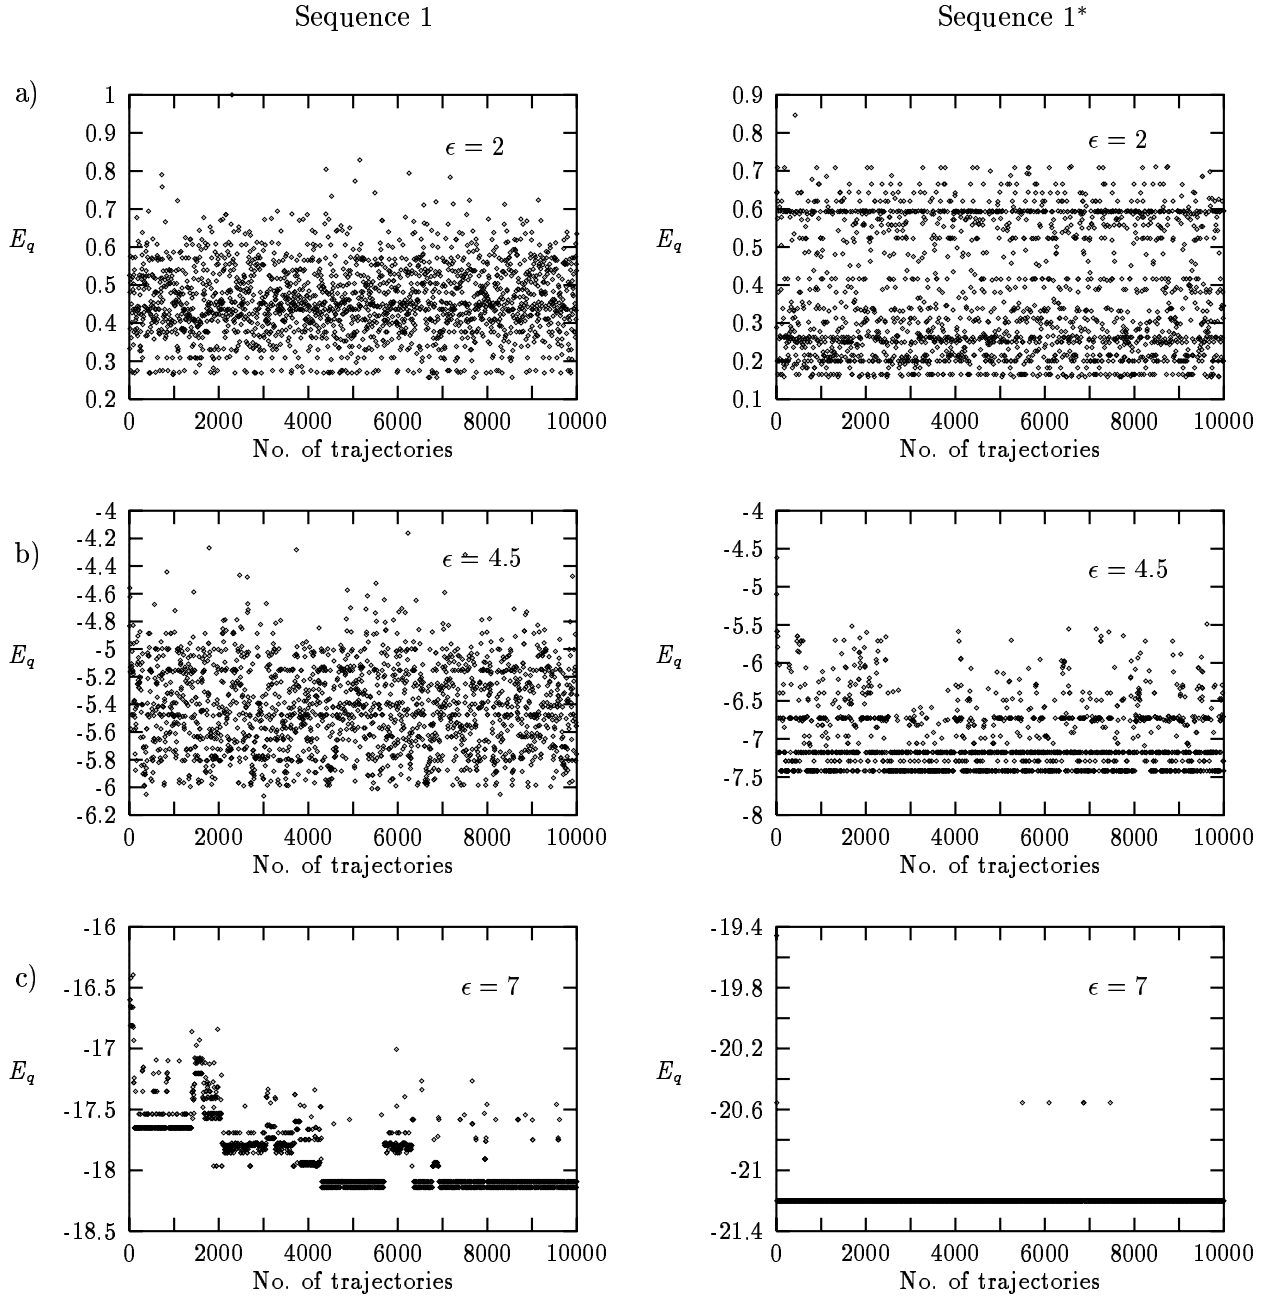 Sequence 1
Sequence 1*
a)
1
0.9
0.8
0.7
0.6
0.5
0.4
0.3
0.2
E_q
ϵ = 2
0 2000 4000 6000 8000 10000
No. of trajectories
0.9
0.8
0.7
0.6
0.5
0.4
0.3
0.2
0.1
E_q
ϵ = 2
0 2000 4000 6000 8000 10000
No. of trajectories
b)
-4
-4.2
-4.4
-4.6
-4.8
-5
-5.2
-5.4
-5.6
-5.8
-6
-6.2
E_q
ϵ = 4.5
0 2000 4000 6000 8000 10000
No. of trajectories
-4
-4.5
-5
-5.5
-6
-6.5
-7
-7.5
-8
E_q
ϵ = 4.5
0 2000 4000 6000 8000 10000
No. of trajectories
c)
-16
-16.5
-17
-17.5
-18
-18.5
E_q
ϵ = 7
0 2000 4000 6000 8000 10000
No. of trajectories
-19.4
-19.8
-20.2
-20.6
-21
-21.4
E_q
ϵ = 7
0 2000 4000 6000 8000 10000
No. of trajectories